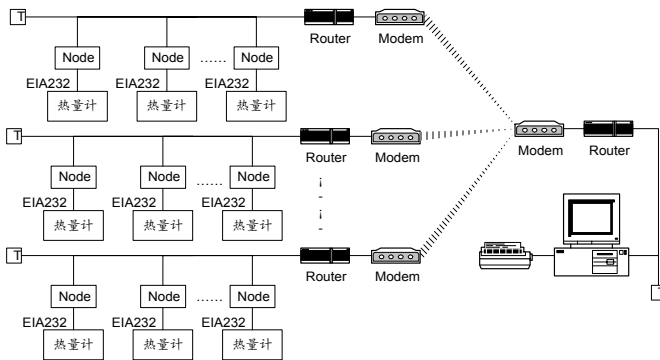 T
Router Modem
Node Node ...... Node
EIA232 EIA232 EIA232
热量计 热量计 热量计
T
Router Modem
Modem Router
Node Node ...... Node
EIA232 EIA232 EIA232
热量计 热量计 热量计
T
Router Modem
Node Node ...... Node
T
EIA232 EIA232 EIA232
热量计 热量计 热量计